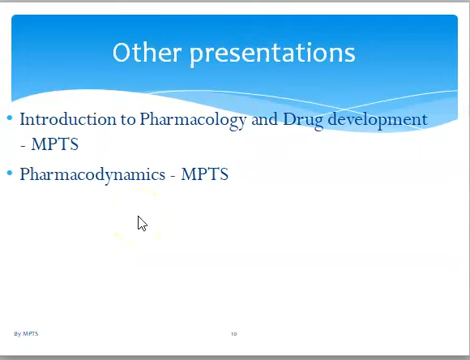 Other presentations
• Introduction to Pharmacology and Drug development
- MPTS
• Pharmacodynamics - MPTS
By MPTS
10